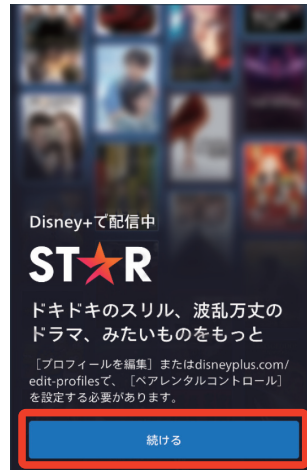 Disney+で配信中
STAR
ドキドキのスリル、波乱万丈の
ドラマ、みたいものをもっと
［プロフィールを編集］またはdisneyplus.com/
edit-profilesで、［ペアレンタルコントロール］
を設定する必要があります。
続ける